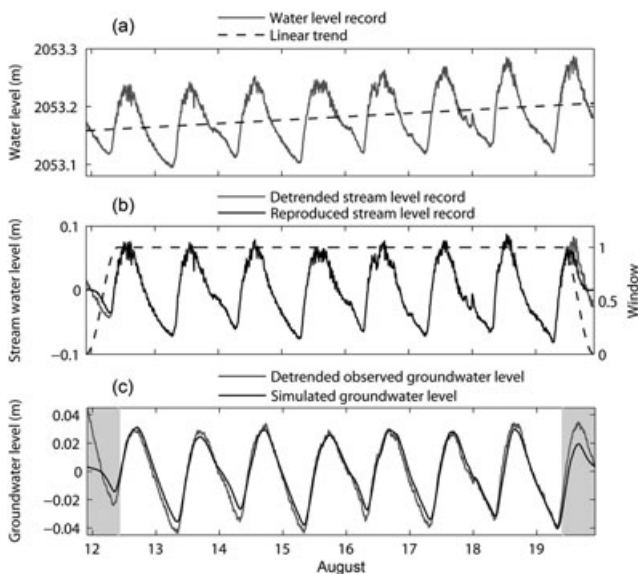 (a)
Water level record
Linear trend
2053.3
2053.2
2053.1
Water level (m)
(b)
Detrended stream level record
Reproduced stream level record
0.1
0
−0.1
Stream water level (m)
1
0.5
0
Window
(c)
Detrended observed groundwater level
Simulated groundwater level
0.04
0.02
0
−0.02
−0.04
Groundwater level (m)
12 13 14 15 16 17 18 19
August